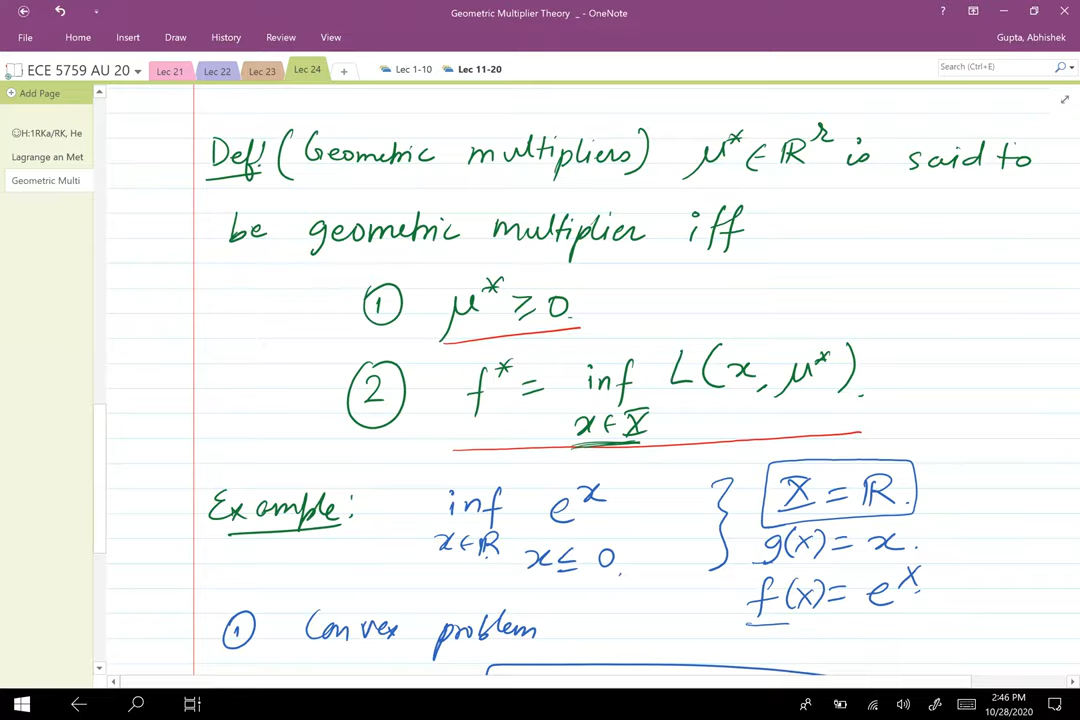 Geometric Multiplier Theory _ - OneNote
File Home Insert Draw History Review View
Gupta, Abhishek
ECE 5759 AU 20
Lec 21 Lec 22 Lec 23 Lec 24
Lec 1-10 Lec 11-20
Search (Ctrl+E)
Add Page
H:1RKa/RK, He
Lagrange an Met
Geometric Multi
Def! (Geometric multipliers) μ* ∈ ℝ^r is said to
be geometric multiplier iff
① μ* ≥ 0.
② f* = inf L(x, μ*).
x ∈ X
Example: inf e^x
x ∈ ℝ
x ≤ 0.
X = ℝ.
g(x) = x.
f(x) = e^x.
① Convex problem
2:46 PM
10/28/2020